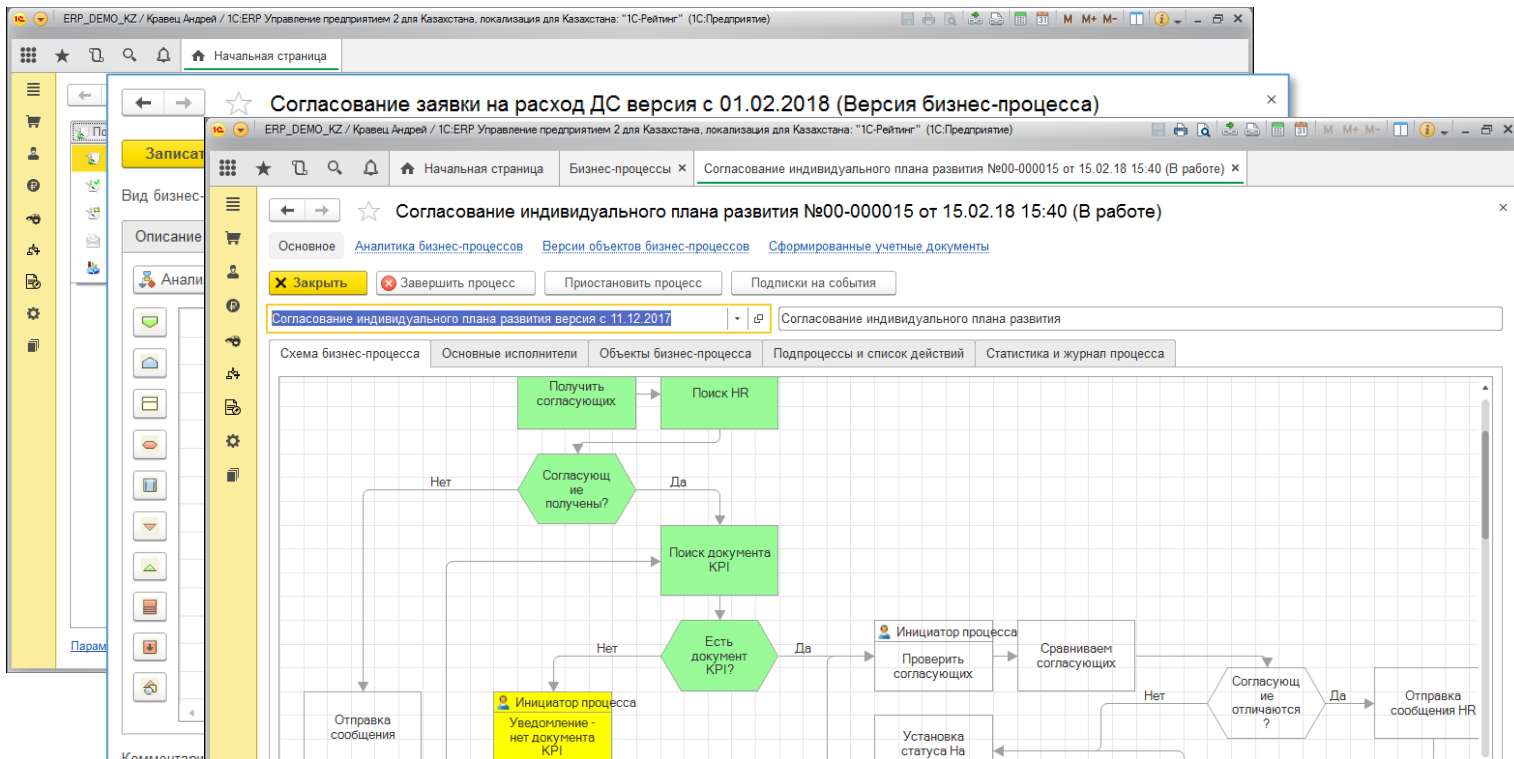 ERP_DEMO_KZ / Кравец Андрей / 1С:ERP Управление предприятием 2 для Казахстана, локализация для Казахстана: "1С-Рейтинг" (1С:Предприятие)
M M+ M-
Начальная страница
Согласование заявки на расход ДС версия с 01.02.2018 (Версия бизнес-процесса)
Записат
Вид бизнес-
Описание
Анали
Парам
Комментари
ERP_DEMO_KZ / Кравец Андрей / 1С:ERP Управление предприятием 2 для Казахстана, локализация для Казахстана: "1С-Рейтинг" (1С:Предприятие)
M M+ M-
Начальная страница Бизнес-процессы Согласование индивидуального плана развития №00-000015 от 15.02.18 15:40 (В работе)
Согласование индивидуального плана развития №00-000015 от 15.02.18 15:40 (В работе)
Основное Аналитика бизнес-процессов Версии объектов бизнес-процессов Сформированные учетные документы
Закрыть Завершить процесс Приостановить процесс Подписки на события
Согласование индивидуального плана развития версия с 11.12.2017 Согласование индивидуального плана развития
Схема бизнес-процесса Основные исполнители Объекты бизнес-процесса Подпроцессы и список действий Статистика и журнал процесса
Получить
согласующих
Поиск HR
Согласующ
ие
получены?
Нет
Да
Поиск документа
KPI
Есть
документ
KPI?
Нет
Да
Инициатор процесса
Проверить
согласующих
Сравниваем
согласующих
Согласующ
ие
отличаются
?
Нет
Да
Отправка
сообщения HR
Отправка
сообщения
Инициатор процесса
Уведомление -
нет документа
KPI
Установка
статуса На